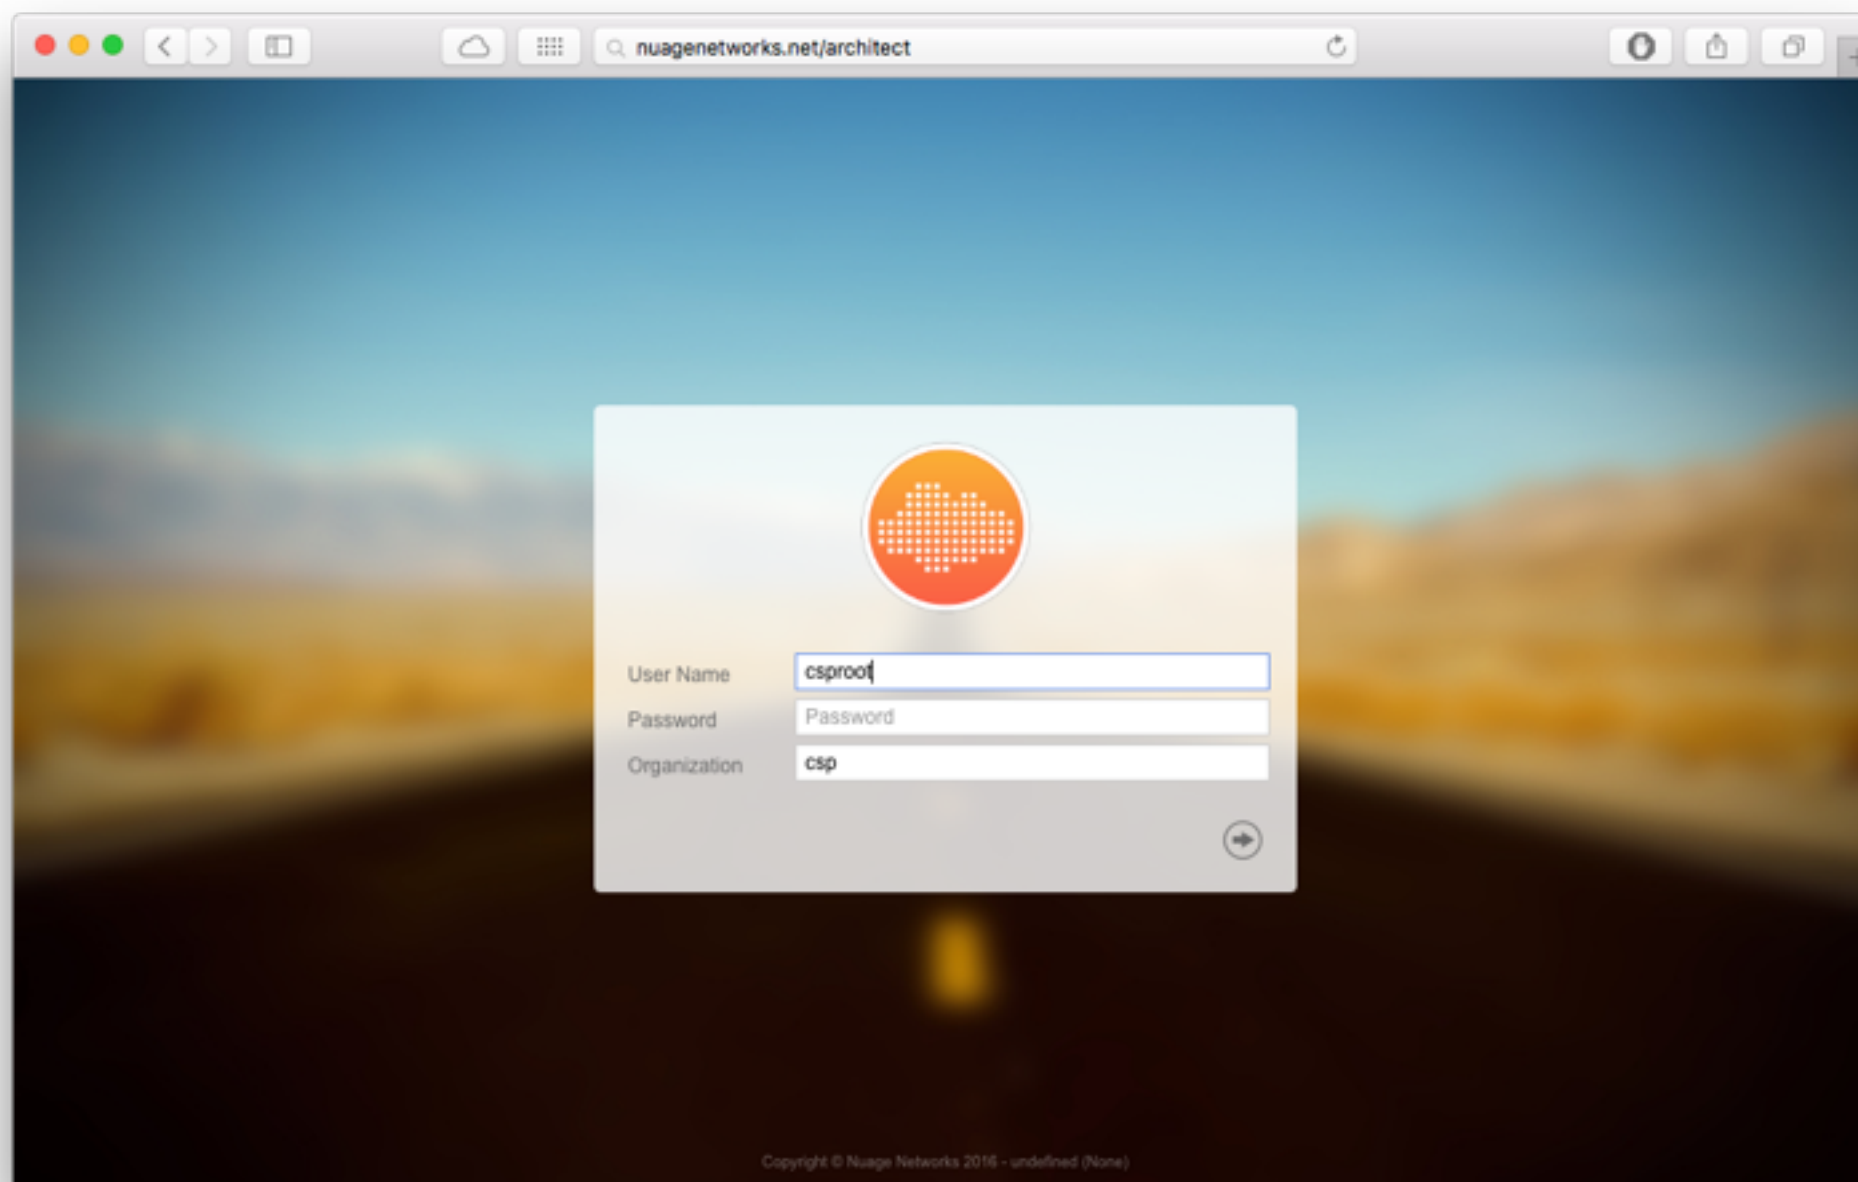 nuagenetworks.net/architect
User Name csproot
Password Password
Organization csp
Copyright © Nuage Networks 2016 - undefined (None)